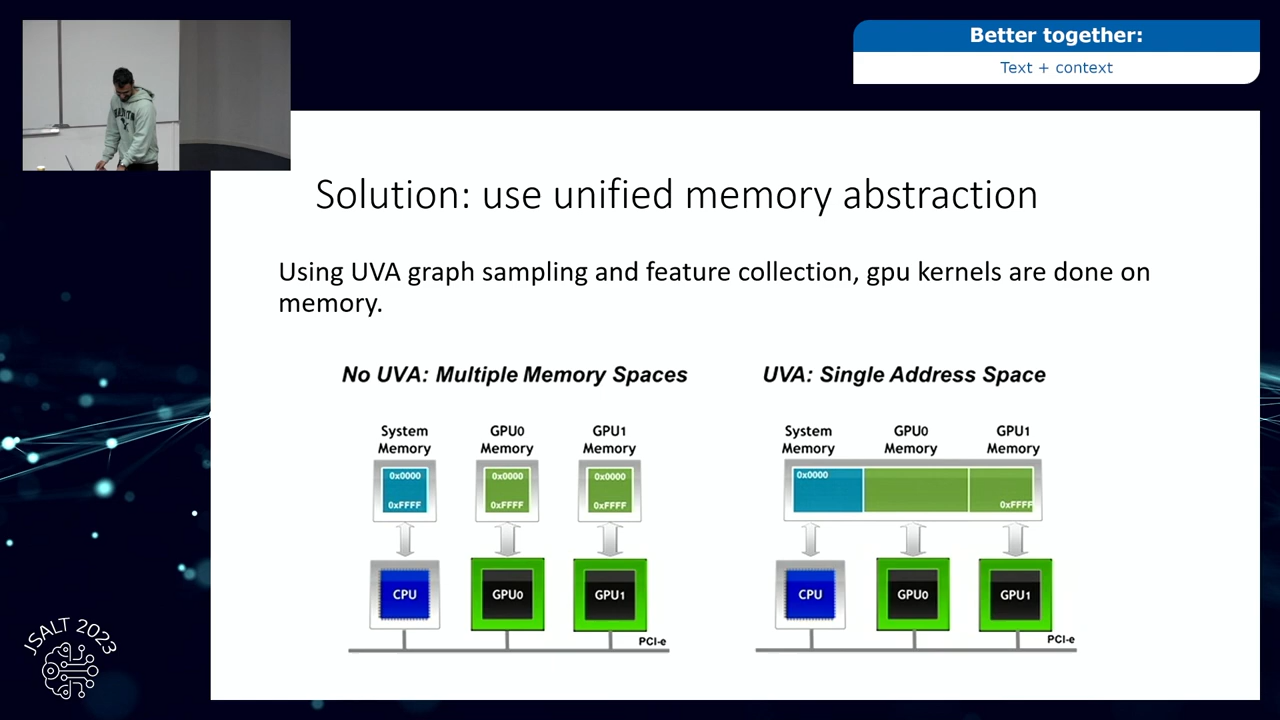 Better together:
Text + context
Solution: use unified memory abstraction
Using UVA graph sampling and feature collection, gpu kernels are done on
memory.
No UVA: Multiple Memory Spaces
System
Memory
GPU0
Memory
GPU1
Memory
0x0000
0xFFFF
0x0000
0xFFFF
0x0000
0xFFFF
CPU
GPU0
GPU1
PCI-e
UVA: Single Address Space
System
Memory
GPU0
Memory
GPU1
Memory
0x0000
0xFFFF
CPU
GPU0
GPU1
PCI-e
JSALT 2023